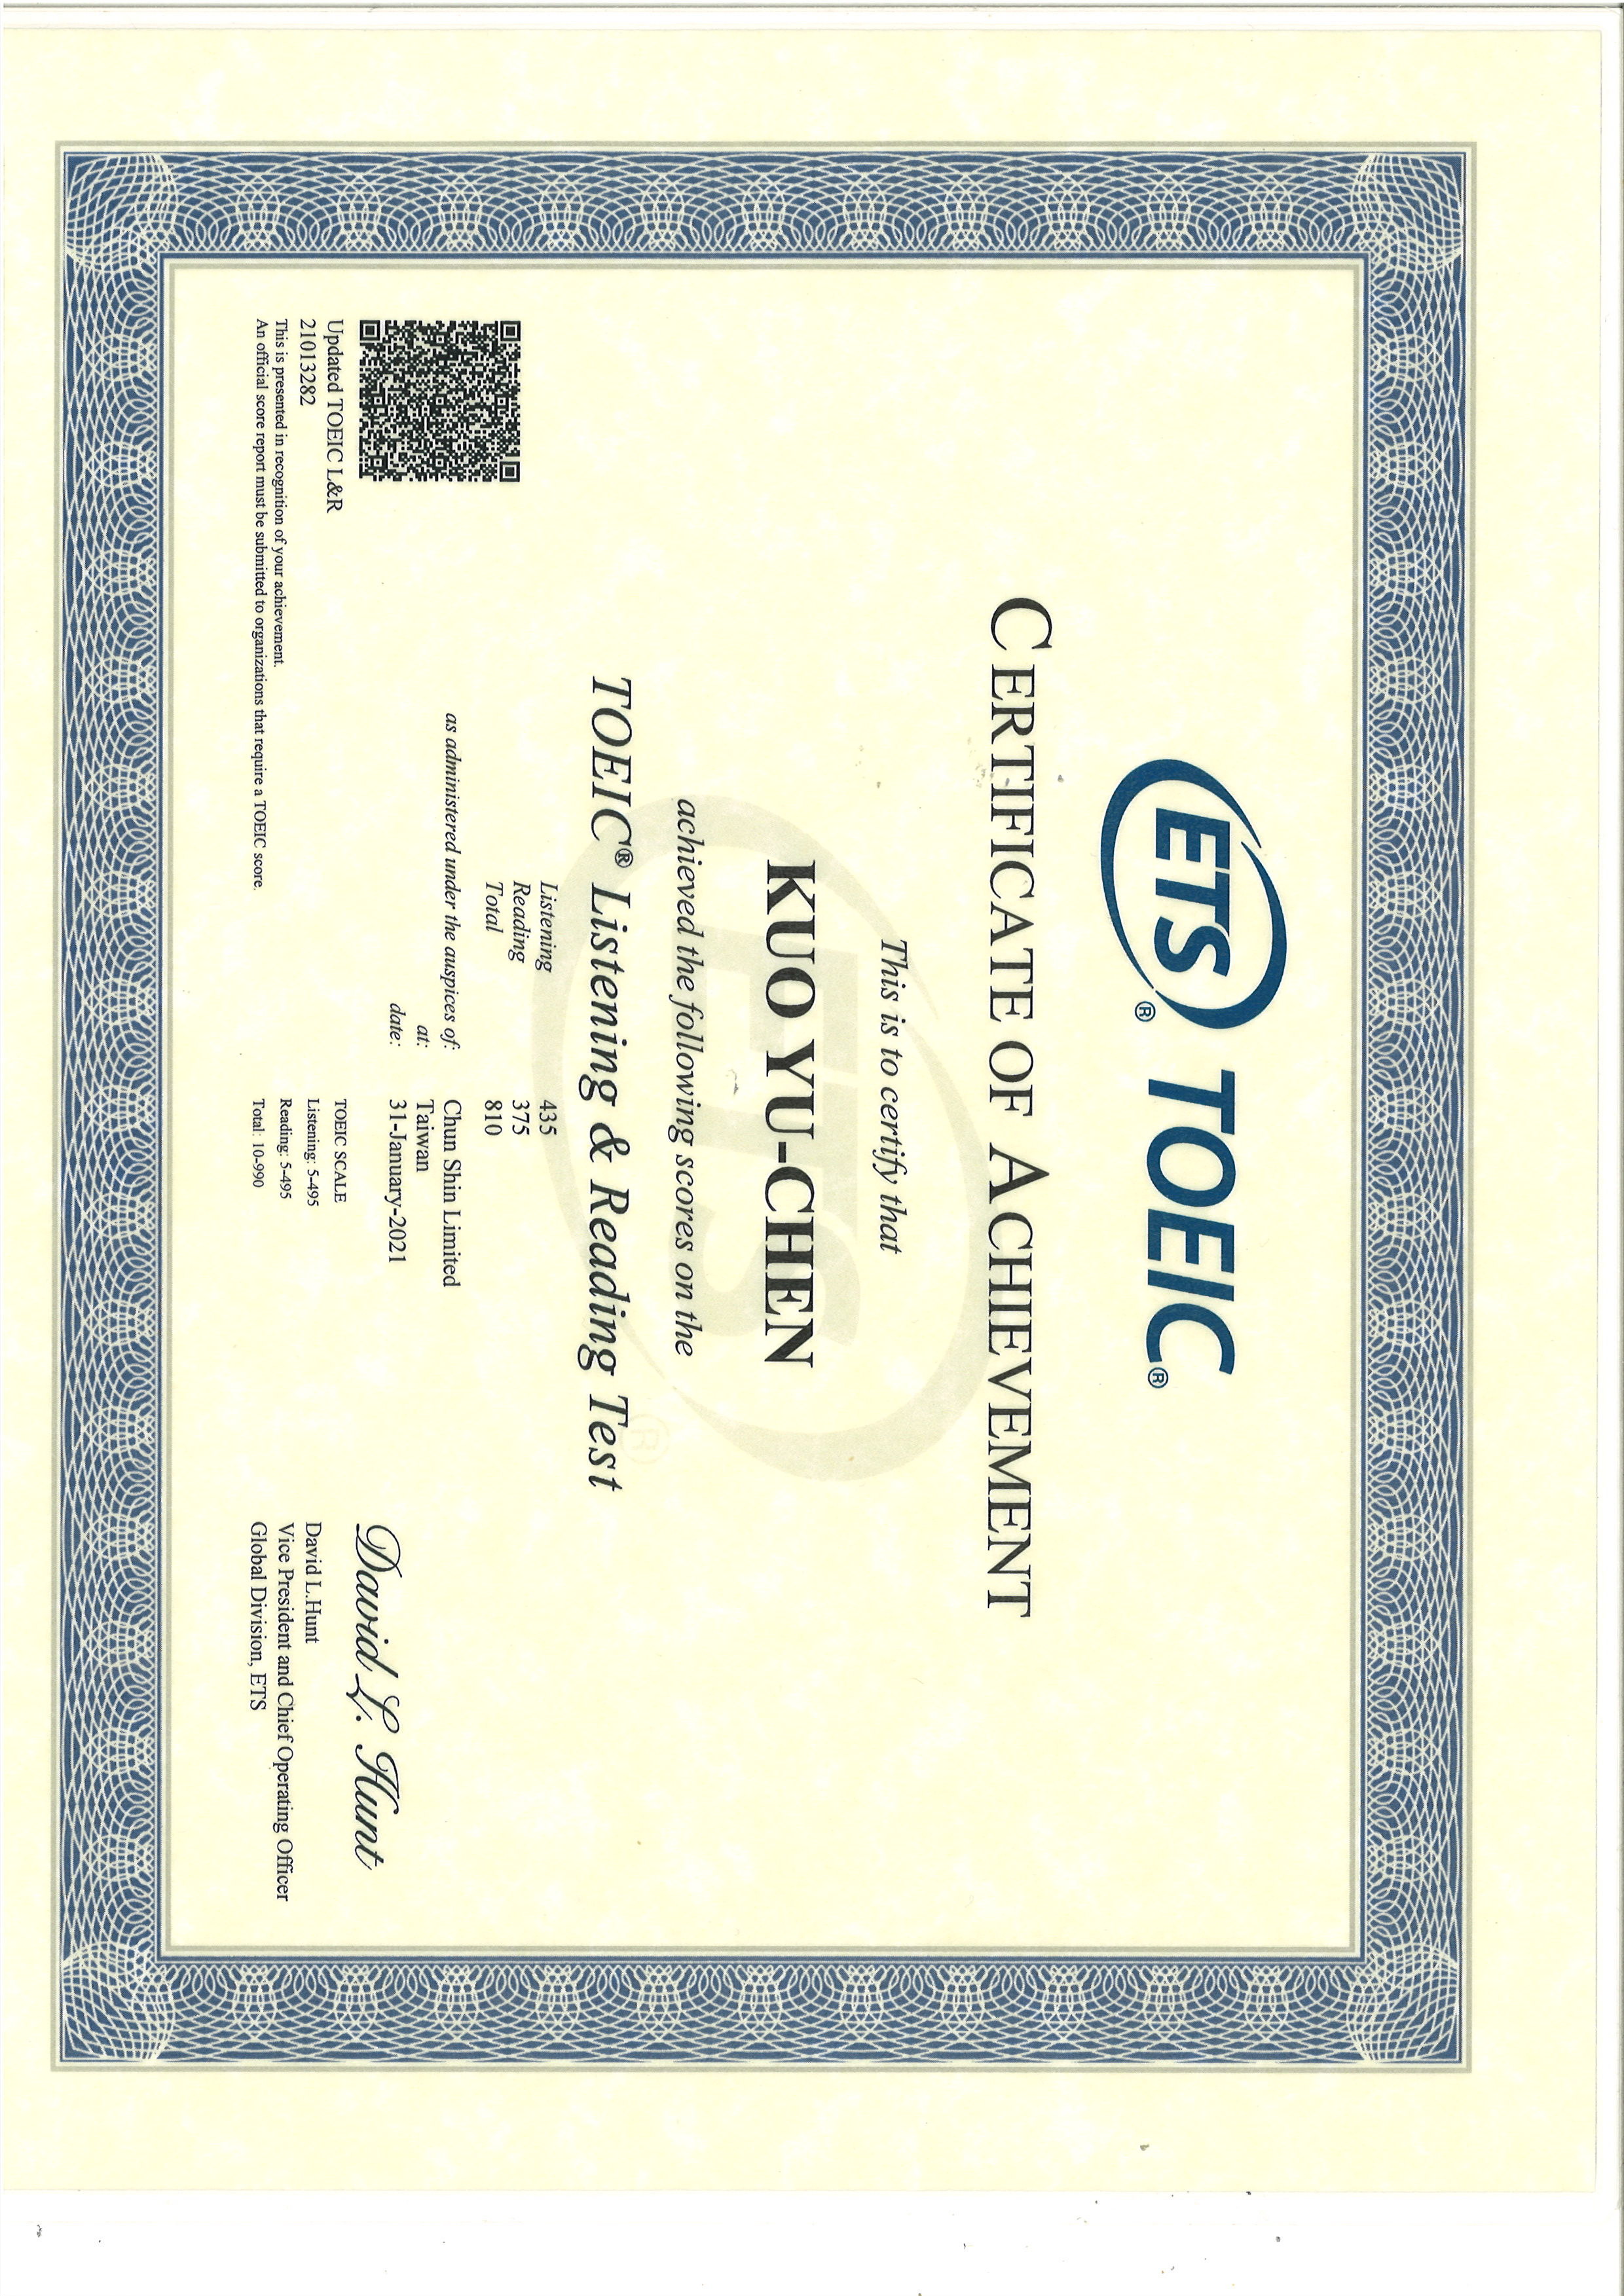 ETS® TOEIC®
CERTIFICATE OF ACHIEVEMENT
This is to certify that
KUO YU-CHEN
achieved the following scores on the
TOEIC® Listening & Reading Test
Listening 435
Reading 375
Total 810
as administered under the auspices of: Chun Shin Limited
at: Taiwan
date: 31-January-2021
Updated TOEIC L&R
21013282
This is presented in recognition of your achievement.
An official score report must be submitted to organizations that require a TOEIC score.
TOEIC SCALE
Listening: 5-495
Reading: 5-495
Total: 10-990
David L. Hunt
David L.Hunt
Vice President and Chief Operating Officer
Global Division, ETS
ETS®